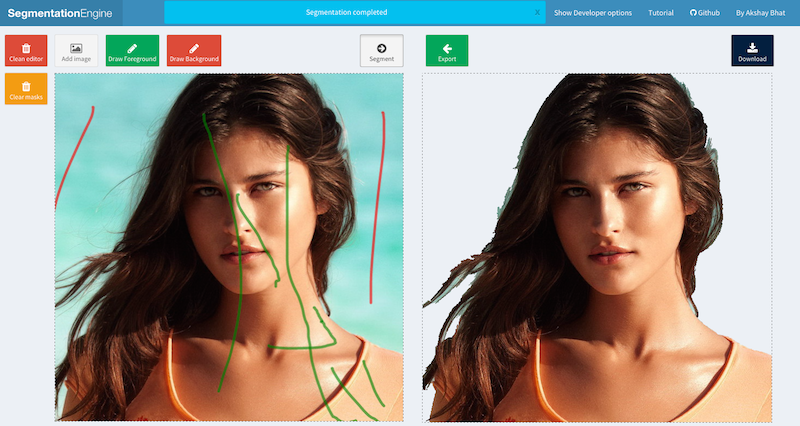 SegmentationEngine
Segmentation completed
x
Show Developer options
Tutorial
Github
By Akshay Bhat
Clean editor
Add image
Draw Foreground
Draw Background
Segment
Export
Download
Clear masks